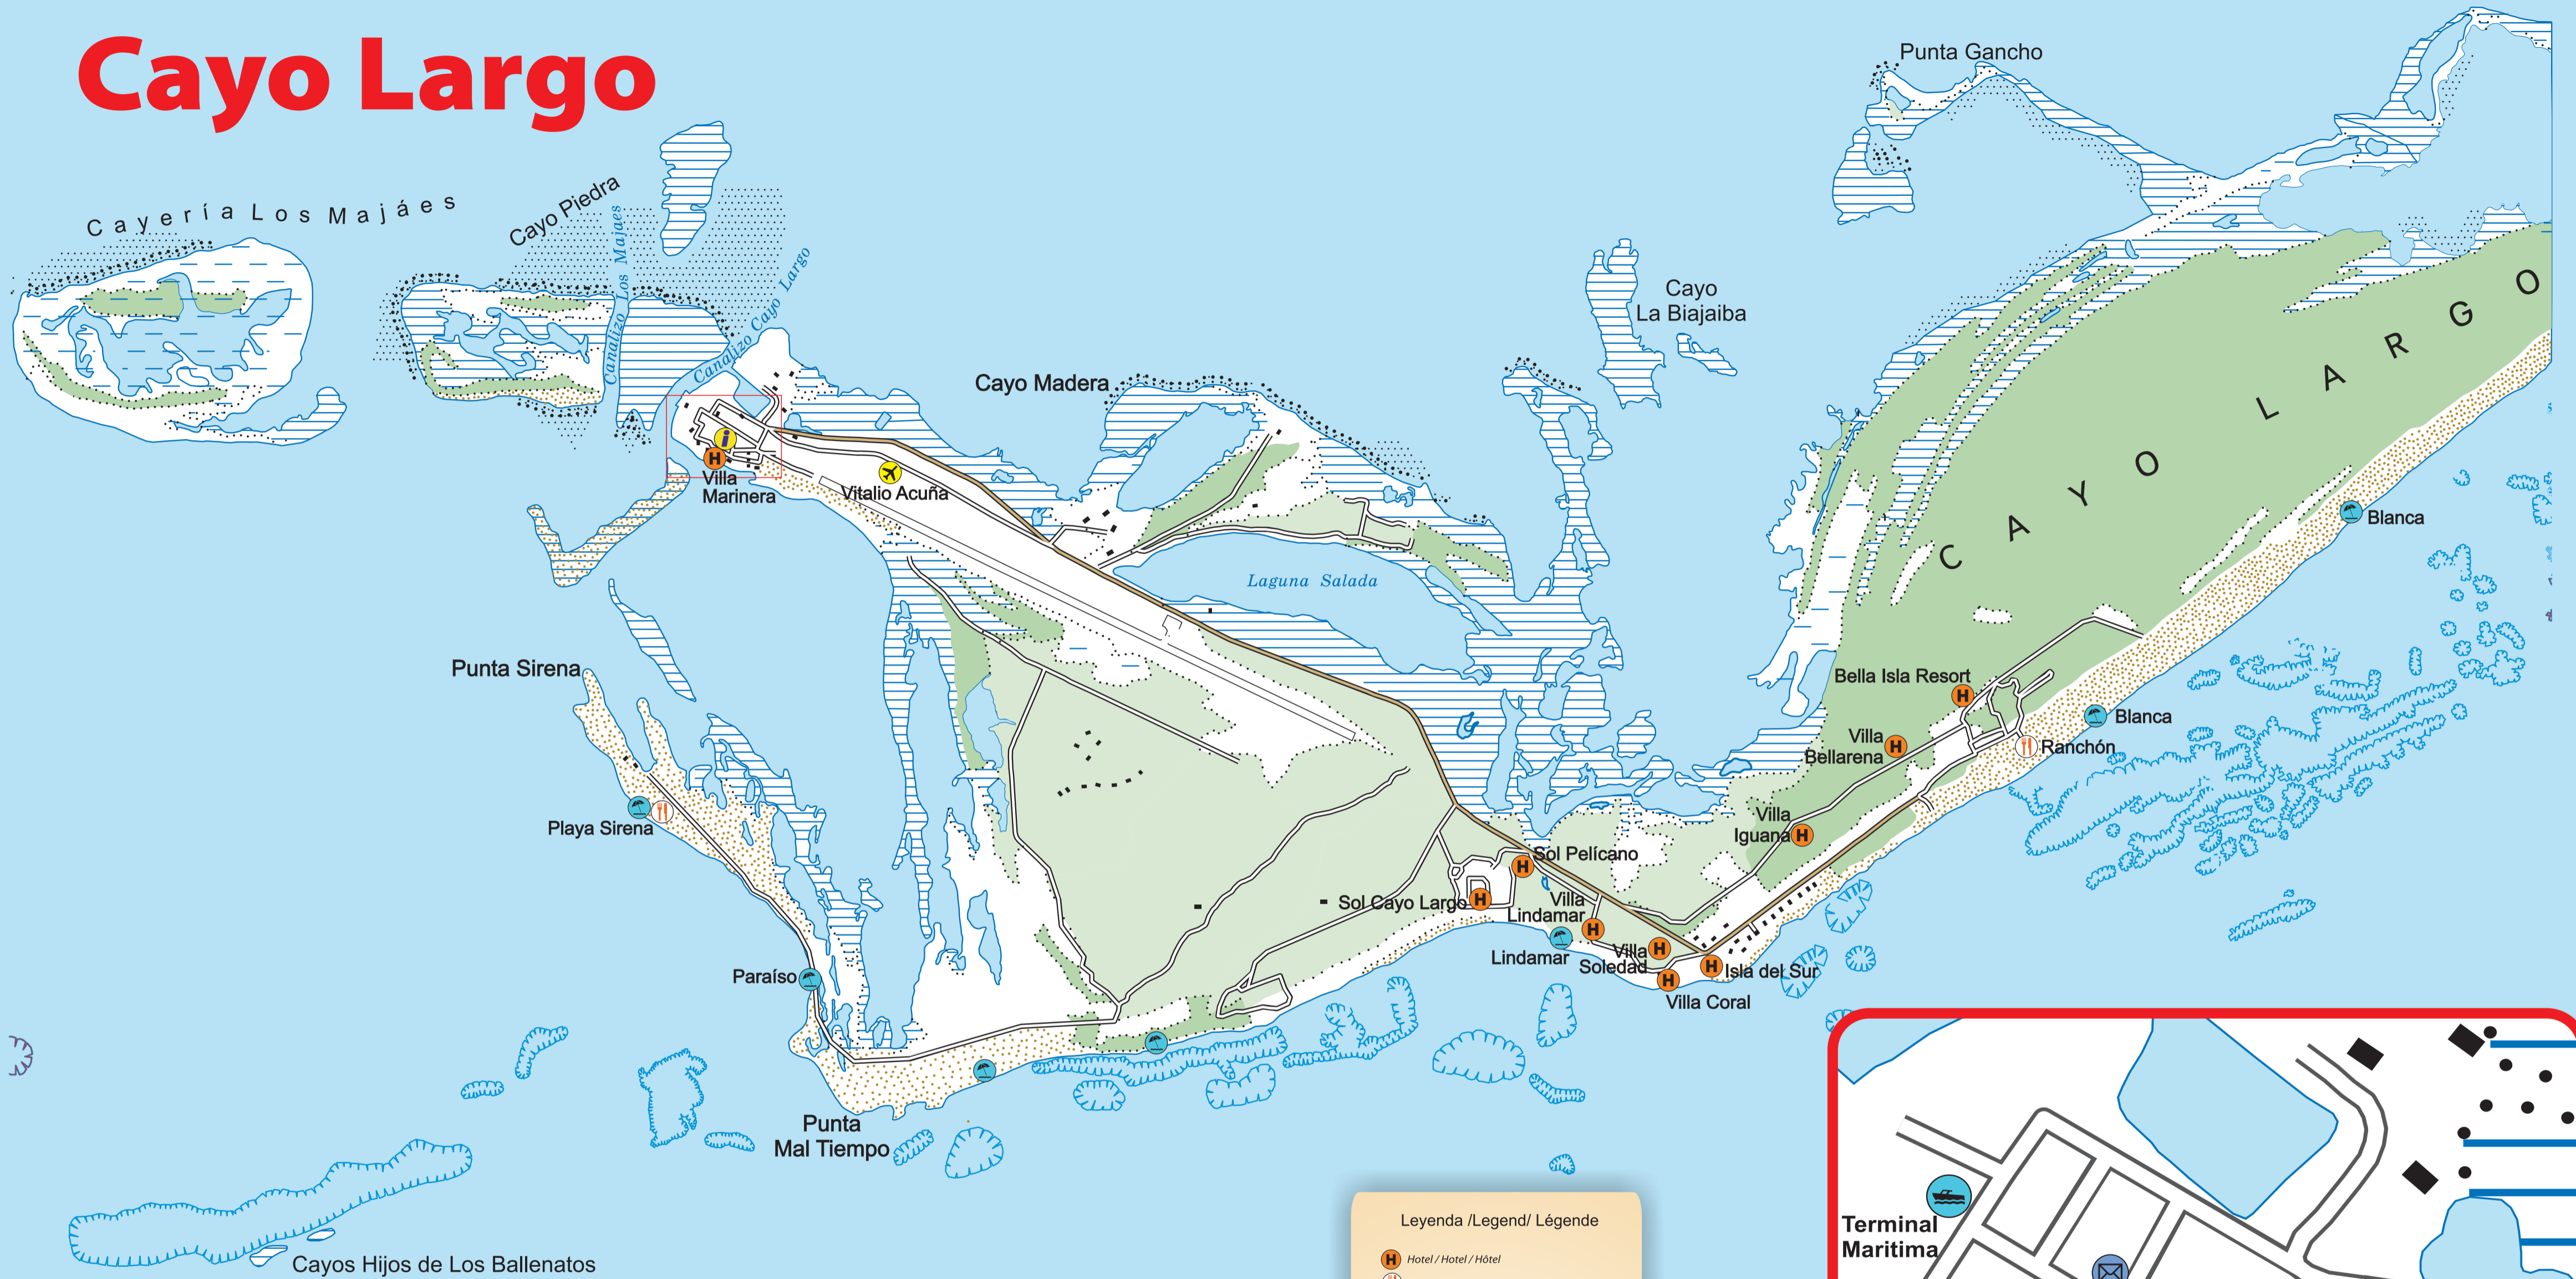 Cayo Largo
Punta Gancho
Cayería Los Majáes
Cayo Piedra
Canalizo Los Majaes
Canalizo Cayo Largo
Cayo
La Biajaiba
Cayo Madera
CAYO LARGO
i
H
Villa
Marinera
Vitalio Acuña
Blanca
Laguna Salada
Punta Sirena
Bella Isla Resort
H
Blanca
Villa
Bellarena
H
Ranchón
Playa Sirena
Villa
Iguana
H
Sol Pelícano
H
Sol Cayo Largo
H
Villa
Lindamar
H
Lindamar
Villa
Soledad
H
H
Isla del Sur
H
Villa Coral
Paraíso
Punta
Mal Tiempo
Cayos Hijos de Los Ballenatos
Leyenda /Legend/ Légende
H
Hotel / Hotel / Hôtel
Terminal
Maritima